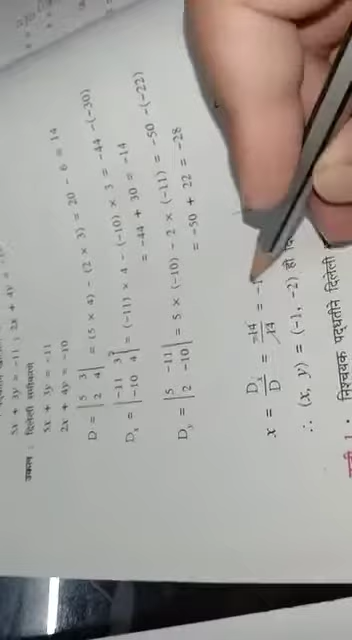 5x + 3y = -11 ; 2x + 4y =
उकल : दिलेली समीकरणे
5x + 3y = -11
2x + 4y = -10
D = |5 3; 2 4| = (5 × 4) - (2 × 3) = 20 - 6 = 14
Dₓ = |-11 3; -10 4| = (-11) × 4 - (-10) × 3 = -44 -(-30)
= -44 + 30 = -14
Dᵧ = |5 -11; 2 -10| = 5 × (-10) - 2 × (-11) = -50 -(-22)
= -50 + 22 = -28
x = Dₓ/D = -14/14 = -1
∴ (x, y) = (-1, -2) ही
निश्चयक पद्धतीने दिलेली